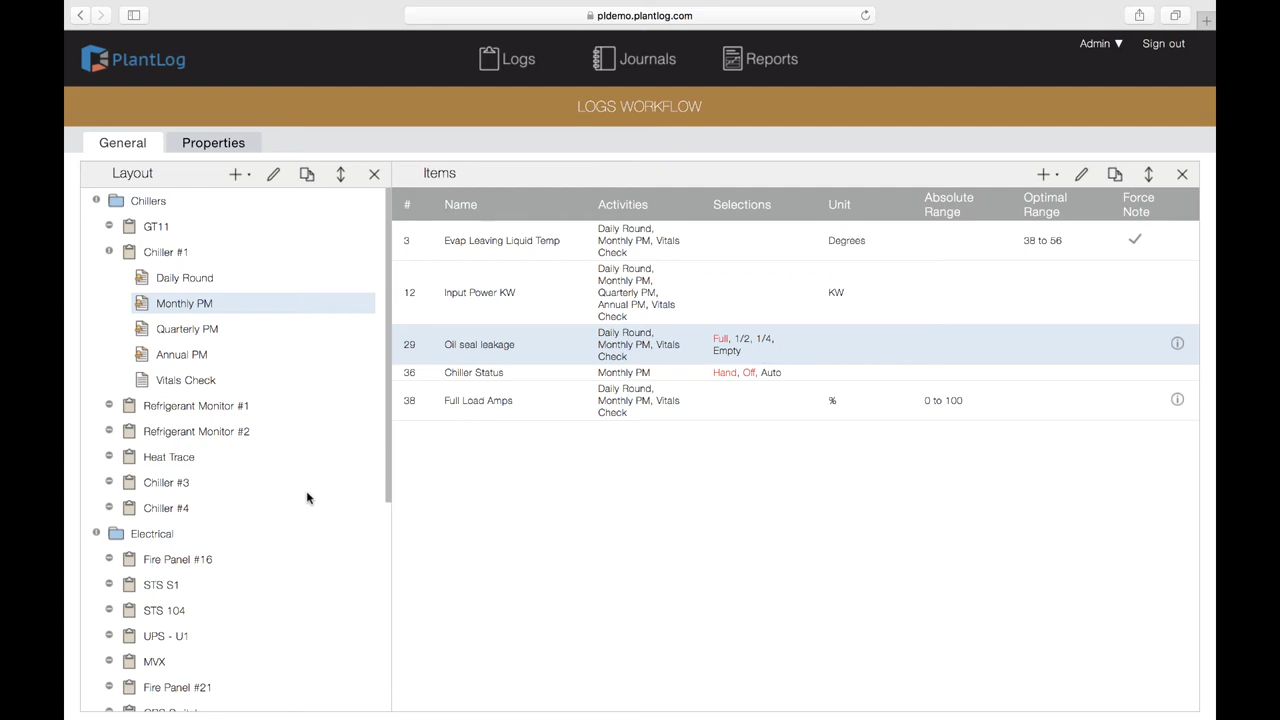 pldemo.plantlog.com
PlantLog
Logs
Journals
Reports
Admin ▼
Sign out
LOGS WORKFLOW
General
Properties
Layout
Chillers
GT11
Chiller #1
Daily Round
Monthly PM
Quarterly PM
Annual PM
Vitals Check
Refrigerant Monitor #1
Refrigerant Monitor #2
Heat Trace
Chiller #3
Chiller #4
Electrical
Fire Panel #16
STS S1
STS 104
UPS - U1
MVX
Fire Panel #21
Items
# Name Activities Selections Unit Absolute Range Optimal Range Force Note
3 Evap Leaving Liquid Temp Daily Round, Monthly PM, Vitals Check Degrees 38 to 56
12 Input Power KW Daily Round, Monthly PM, Quarterly PM, Annual PM, Vitals Check KW
29 Oil seal leakage Daily Round, Monthly PM, Vitals Check Full, 1/2, 1/4, Empty
36 Chiller Status Monthly PM Hand, Off, Auto
38 Full Load Amps Daily Round, Monthly PM, Vitals Check % 0 to 100